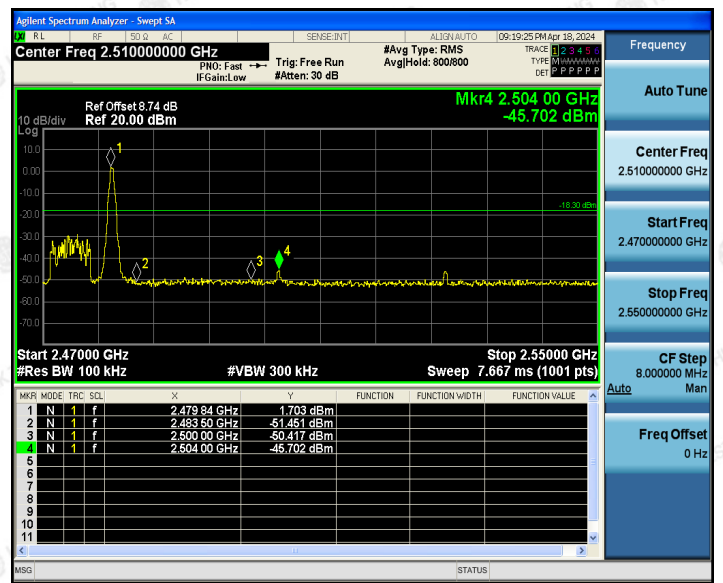 Agilent Spectrum Analyzer - Swept SA
LXI RL RF 50 Ω AC SENSE:INT ALIGN AUTO 09:19:25 PM Apr 18, 2024
Center Freq 2.510000000 GHz
PNO: Fast
IFGain:Low
Trig: Free Run
#Atten: 30 dB
#Avg Type: RMS
Avg|Hold: 800/800
TRACE 1 2 3 4 5 6
TYPE MWWWWW
DET P P P P P P
Frequency
Auto Tune
Center Freq
2.510000000 GHz
Start Freq
2.470000000 GHz
Stop Freq
2.550000000 GHz
CF Step
8.000000 MHz
Auto Man
Freq Offset
0 Hz
Mkr4 2.504 00 GHz
-45.702 dBm
Ref Offset 8.74 dB
10 dB/div Ref 20.00 dBm
Log
10.0
0.00
-10.0
-20.0
-30.0
-40.0
-50.0
-60.0
-70.0
1
2
3
4
-18.30 dBm
Start 2.47000 GHz Stop 2.55000 GHz
#Res BW 100 kHz #VBW 300 kHz Sweep 7.667 ms (1001 pts)
MKR MODE TRC SCL X Y FUNCTION FUNCTION WIDTH FUNCTION VALUE
1 N 1 f 2.479 84 GHz 1.703 dBm
2 N 1 f 2.483 50 GHz -51.451 dBm
3 N 1 f 2.500 00 GHz -50.417 dBm
4 N 1 f 2.504 00 GHz -45.702 dBm
5
6
7
8
9
10
11
MSG STATUS